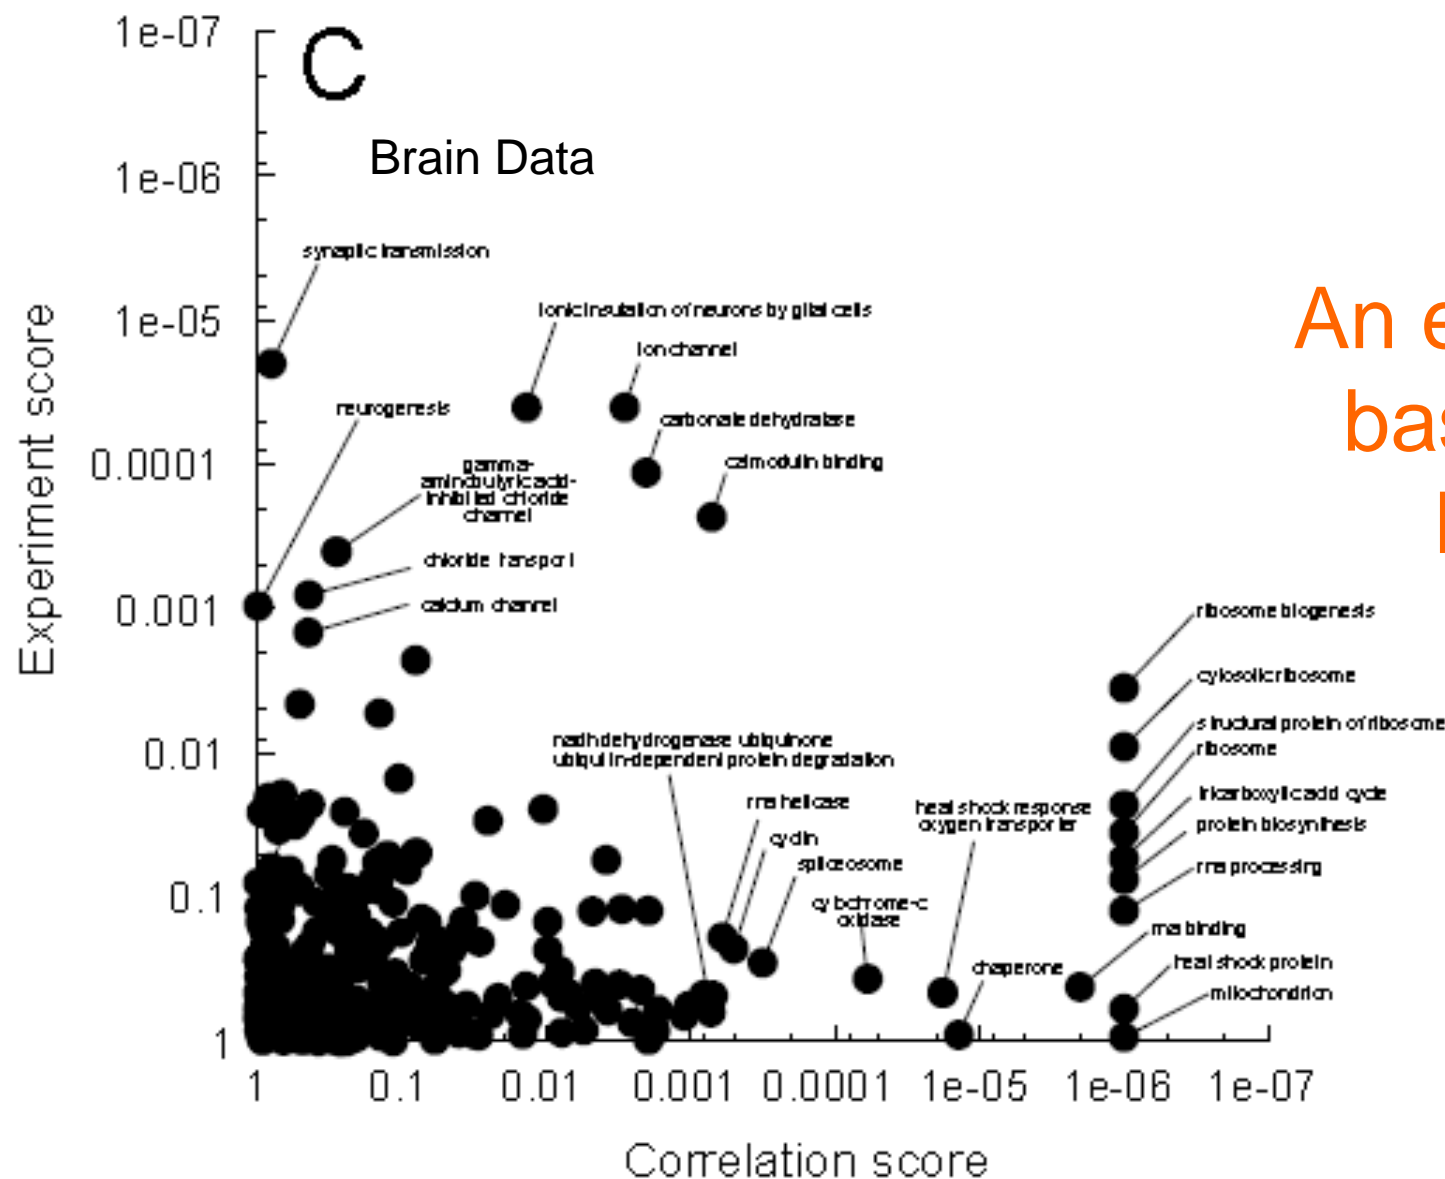 C
Brain Data
1e-07
1e-06
1e-05
0.0001
0.001
0.01
0.1
1
Experiment score
synaptic transmission
ionic insulation of neurons by glial cells
ion channel
neurogenesis
carbonate dehydratase
calmodulin binding
gamma-
aminobutyric acid-
inhibited chloride
channel
chloride transport
calcium channel
ribosome biogenesis
cytosolic ribosome
structural protein of ribosome
ribosome
tricarboxylic acid cycle
protein biosynthesis
rna processing
nadh dehydrogenase ubiquinone
ubiquitin-dependent protein degradation
rna helicase
cyclin
spliceosome
heat shock response
oxygen transporter
cytochrome-c
oxidase
chaperone
rna binding
heat shock protein
mitochondrion
1
0.1
0.01
0.001
0.0001
1e-05
1e-06
1e-07
Correlation score
An e
bas